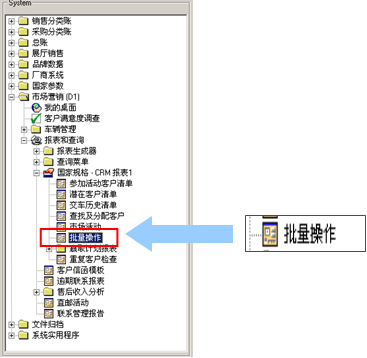 System
销售分类账
采购分类账
总账
展厅销售
品牌数据
厂商系统
国家参数
市场营销 (D1)
我的桌面
客户满意度调查
车辆管理
报表和查询
报表生成器
查询菜单
国家规格 - CRM 报表1
参加活动客户清单
潜在客户清单
交车历史清单
查找及分配客户
市场活动
批量操作
赢取计划报表
重复客户检查
客户信函模板
逾期联系报表
售后收入分析
直邮活动
联系管理报告
文件归档
系统实用程序
批量操作